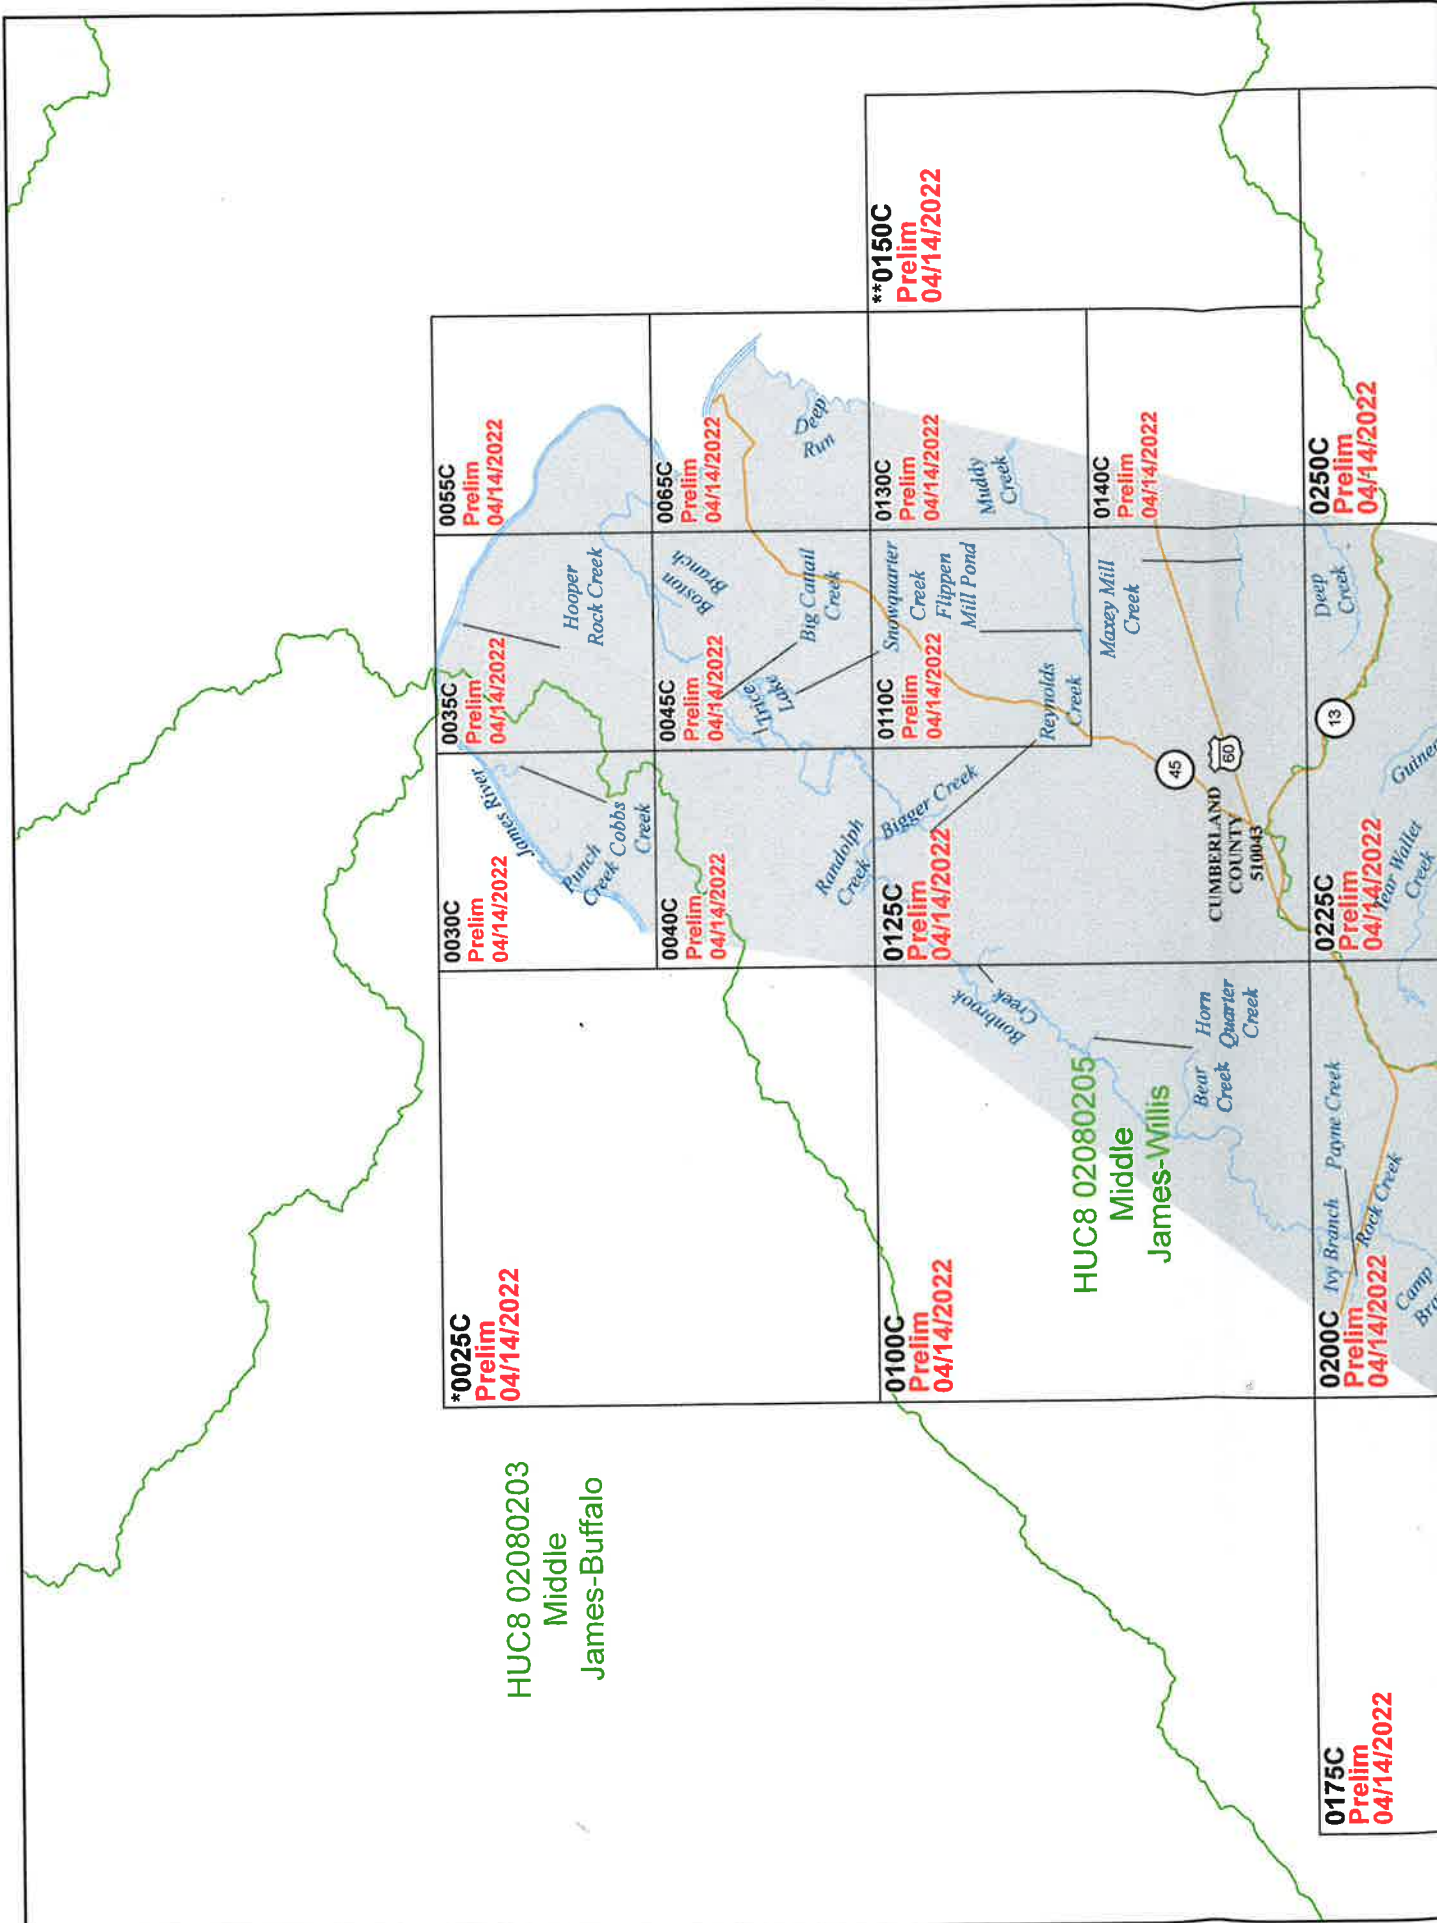 *0025C
Prelim
04/14/2022
0030C
Prelim
04/14/2022
0035C
Prelim
04/14/2022
0055C
Prelim
04/14/2022
James River
Punch
Creek
Cobbs
Creek
Hooper
Rock Creek
HUC8 02080203
Middle
James-Buffalo
0040C
Prelim
04/14/2022
0045C
Prelim
04/14/2022
0065C
Prelim
04/14/2022
Boston
Branch
Trice
Lake
Big Cattail
Creek
Deep
Run
Randolph
Creek
0100C
Prelim
04/14/2022
0125C
Prelim
04/14/2022
Bigger Creek
0110C
Prelim
04/14/2022
Snowquarter
Creek
Flippen
Mill Pond
0130C
Prelim
04/14/2022
**0150C
Prelim
04/14/2022
Muddy
Creek
Bonbrook
Creek
Reynolds
Creek
HUC8 02080205
Middle
James-Willis
0140C
Prelim
04/14/2022
Maxey Mill
Creek
45
60
Bear
Creek
Horn
Quarter
Creek
CUMBERLAND
COUNTY
510043
0175C
Prelim
04/14/2022
0200C
Prelim
04/14/2022
Ivy Branch
Payne Creek
Rock Creek
Camp
0225C
Prelim
04/14/2022
Tear Wallet
Creek
13
Deep
Creek
0250C
Prelim
04/14/2022